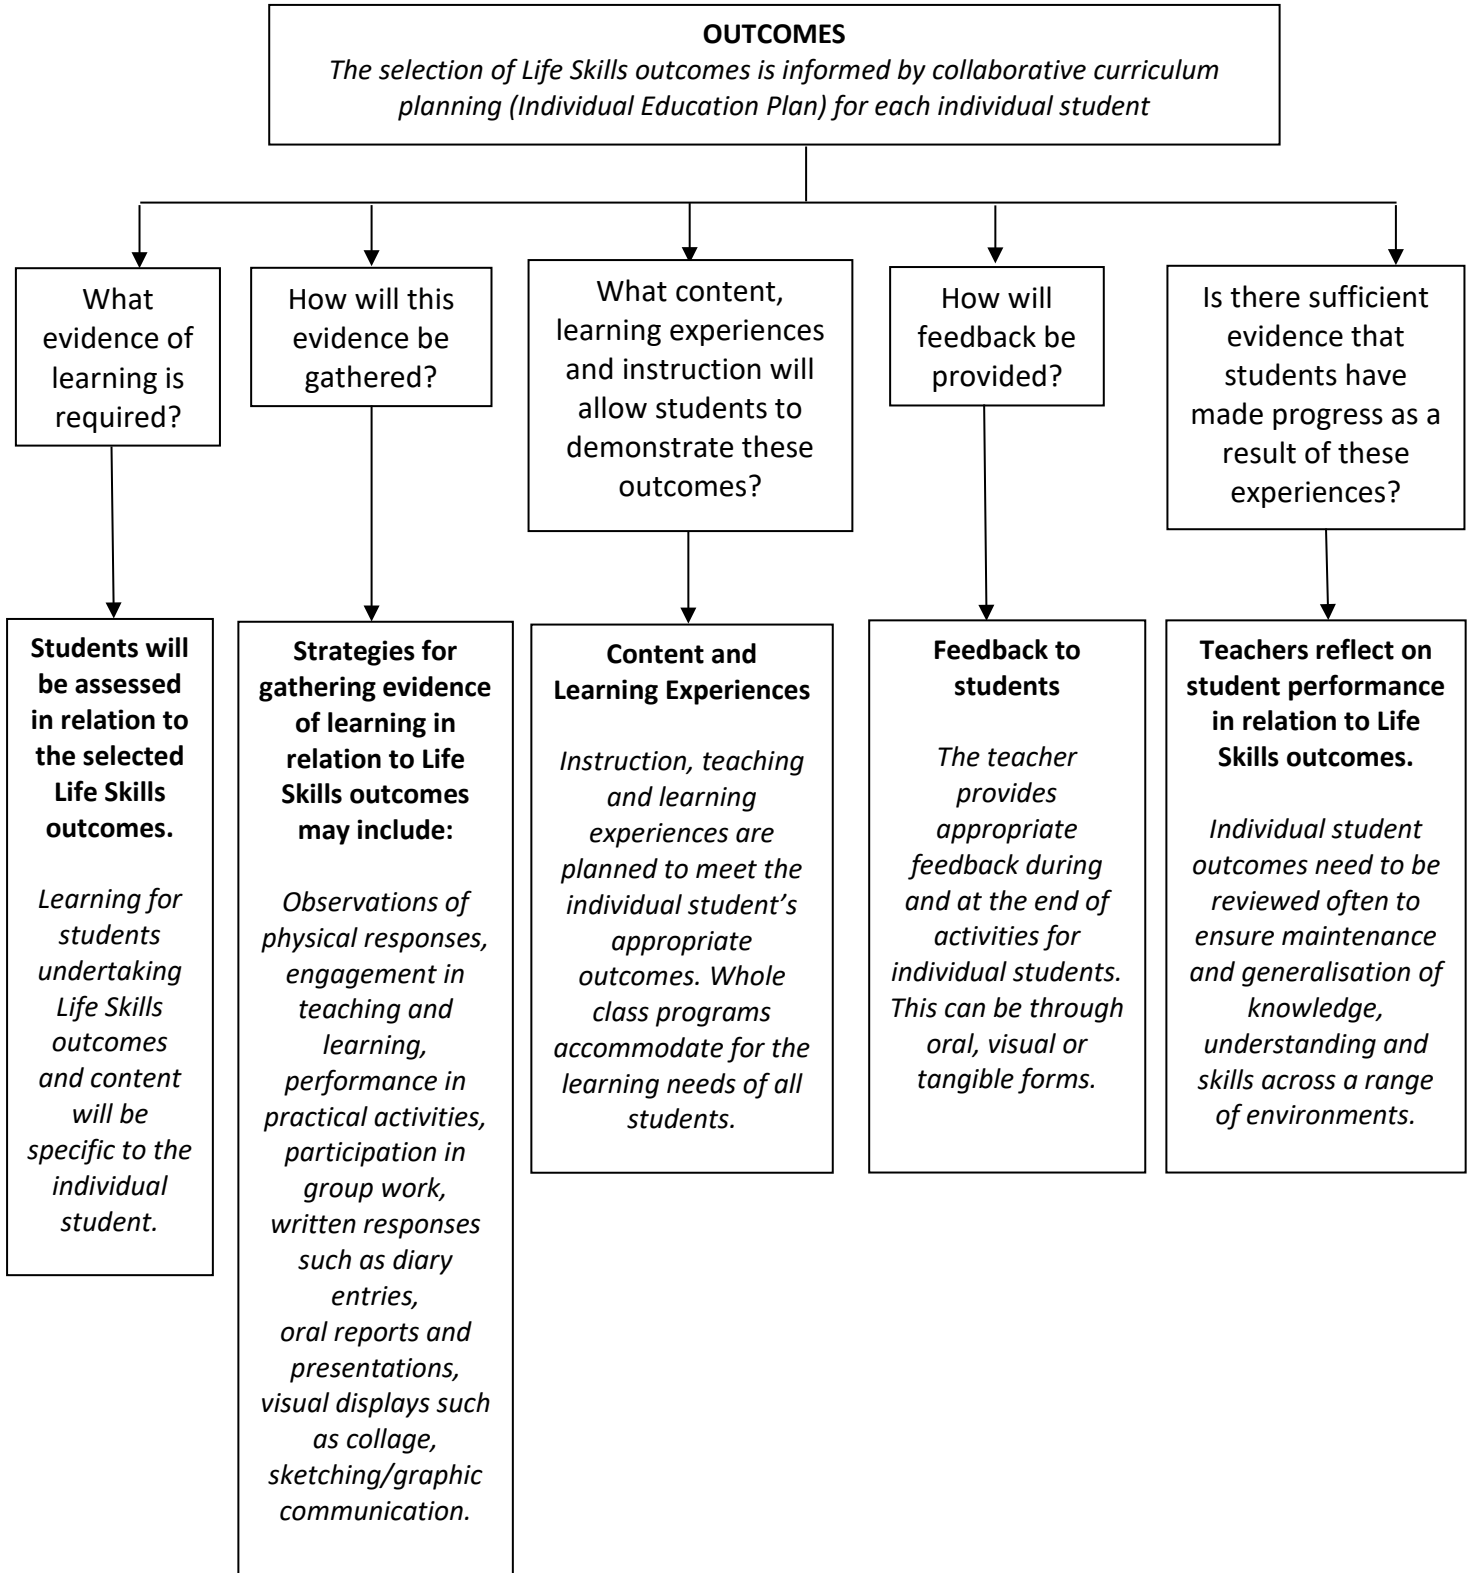 OUTCOMES
The selection of Life Skills outcomes is informed by collaborative curriculum
planning (Individual Education Plan) for each individual student
What
evidence of
learning is
required?
How will this
evidence be
gathered?
What content,
learning experiences
and instruction will
allow students to
demonstrate these
outcomes?
How will
feedback be
provided?
Is there sufficient
evidence that
students have
made progress as a
result of these
experiences?
Students will
be assessed
in relation to
the selected
Life Skills
outcomes.
Learning for
students
undertaking
Life Skills
outcomes
and content
will be
specific to the
individual
student.
Strategies for
gathering evidence
of learning in
relation to Life
Skills outcomes
may include:
Observations of
physical responses,
engagement in
teaching and
learning,
performance in
practical activities,
participation in
group work,
written responses
such as diary
entries,
oral reports and
presentations,
visual displays such
as collage,
sketching/graphic
communication.
Content and
Learning Experiences
Instruction, teaching
and learning
experiences are
planned to meet the
individual student’s
appropriate
outcomes. Whole
class programs
accommodate for the
learning needs of all
students.
Feedback to
students
The teacher
provides
appropriate
feedback during
and at the end of
activities for
individual students.
This can be through
oral, visual or
tangible forms.
Teachers reflect on
student performance
in relation to Life
Skills outcomes.
Individual student
outcomes need to be
reviewed often to
ensure maintenance
and generalisation of
knowledge,
understanding and
skills across a range
of environments.